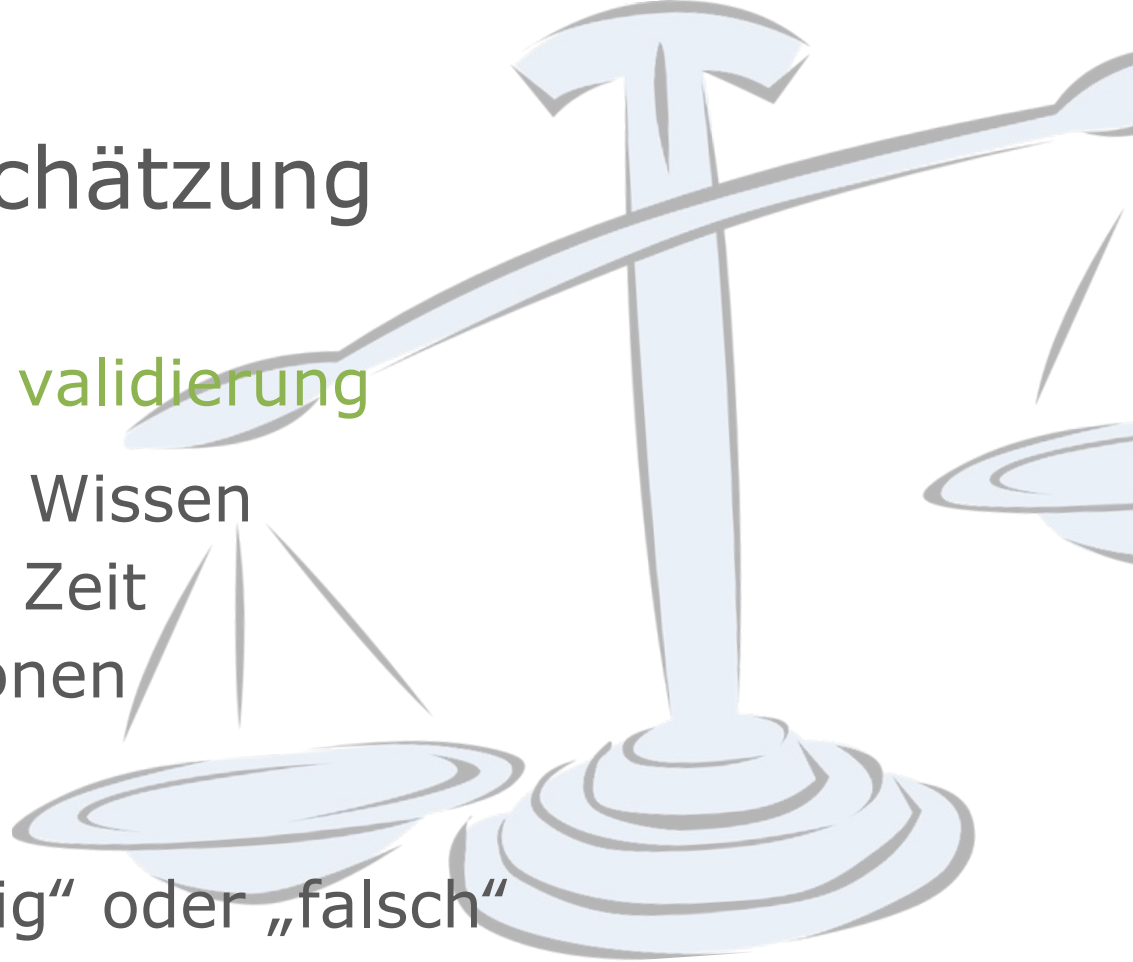 chätzung
validierung
Wissen
Zeit
onen
ig“ oder „falsch“